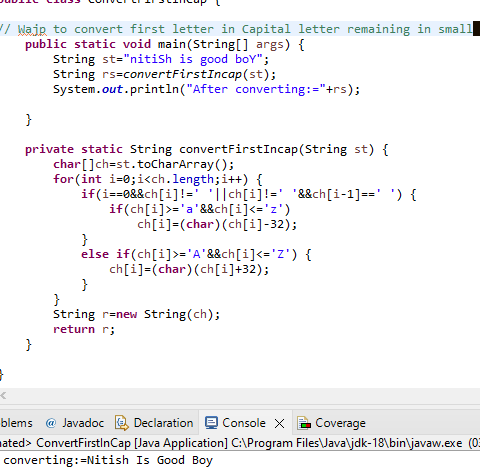 public class ConvertFirstInCap {
// Wajp to convert first letter in Capital letter remaining in small
public static void main(String[] args) {
String st="nitiSh is good boY";
String rs=convertFirstIncap(st);
System.out.println("After converting:="+rs);
}
private static String convertFirstIncap(String st) {
char[]ch=st.toCharArray();
for(int i=0;i<ch.length;i++) {
if(i==0&&ch[i]!=' '||ch[i]!=' '&&ch[i-1]==' ') {
if(ch[i]>='a'&&ch[i]<='z')
ch[i]=(char)(ch[i]-32);
}
else if(ch[i]>='A'&&ch[i]<='Z') {
ch[i]=(char)(ch[i]+32);
}
}
String r=new String(ch);
return r;
}
}
blems @ Javadoc Declaration Console Coverage
nated> ConvertFirstInCap [Java Application] C:\Program Files\Java\jdk-18\bin\javaw.exe (03
converting:=Nitish Is Good Boy